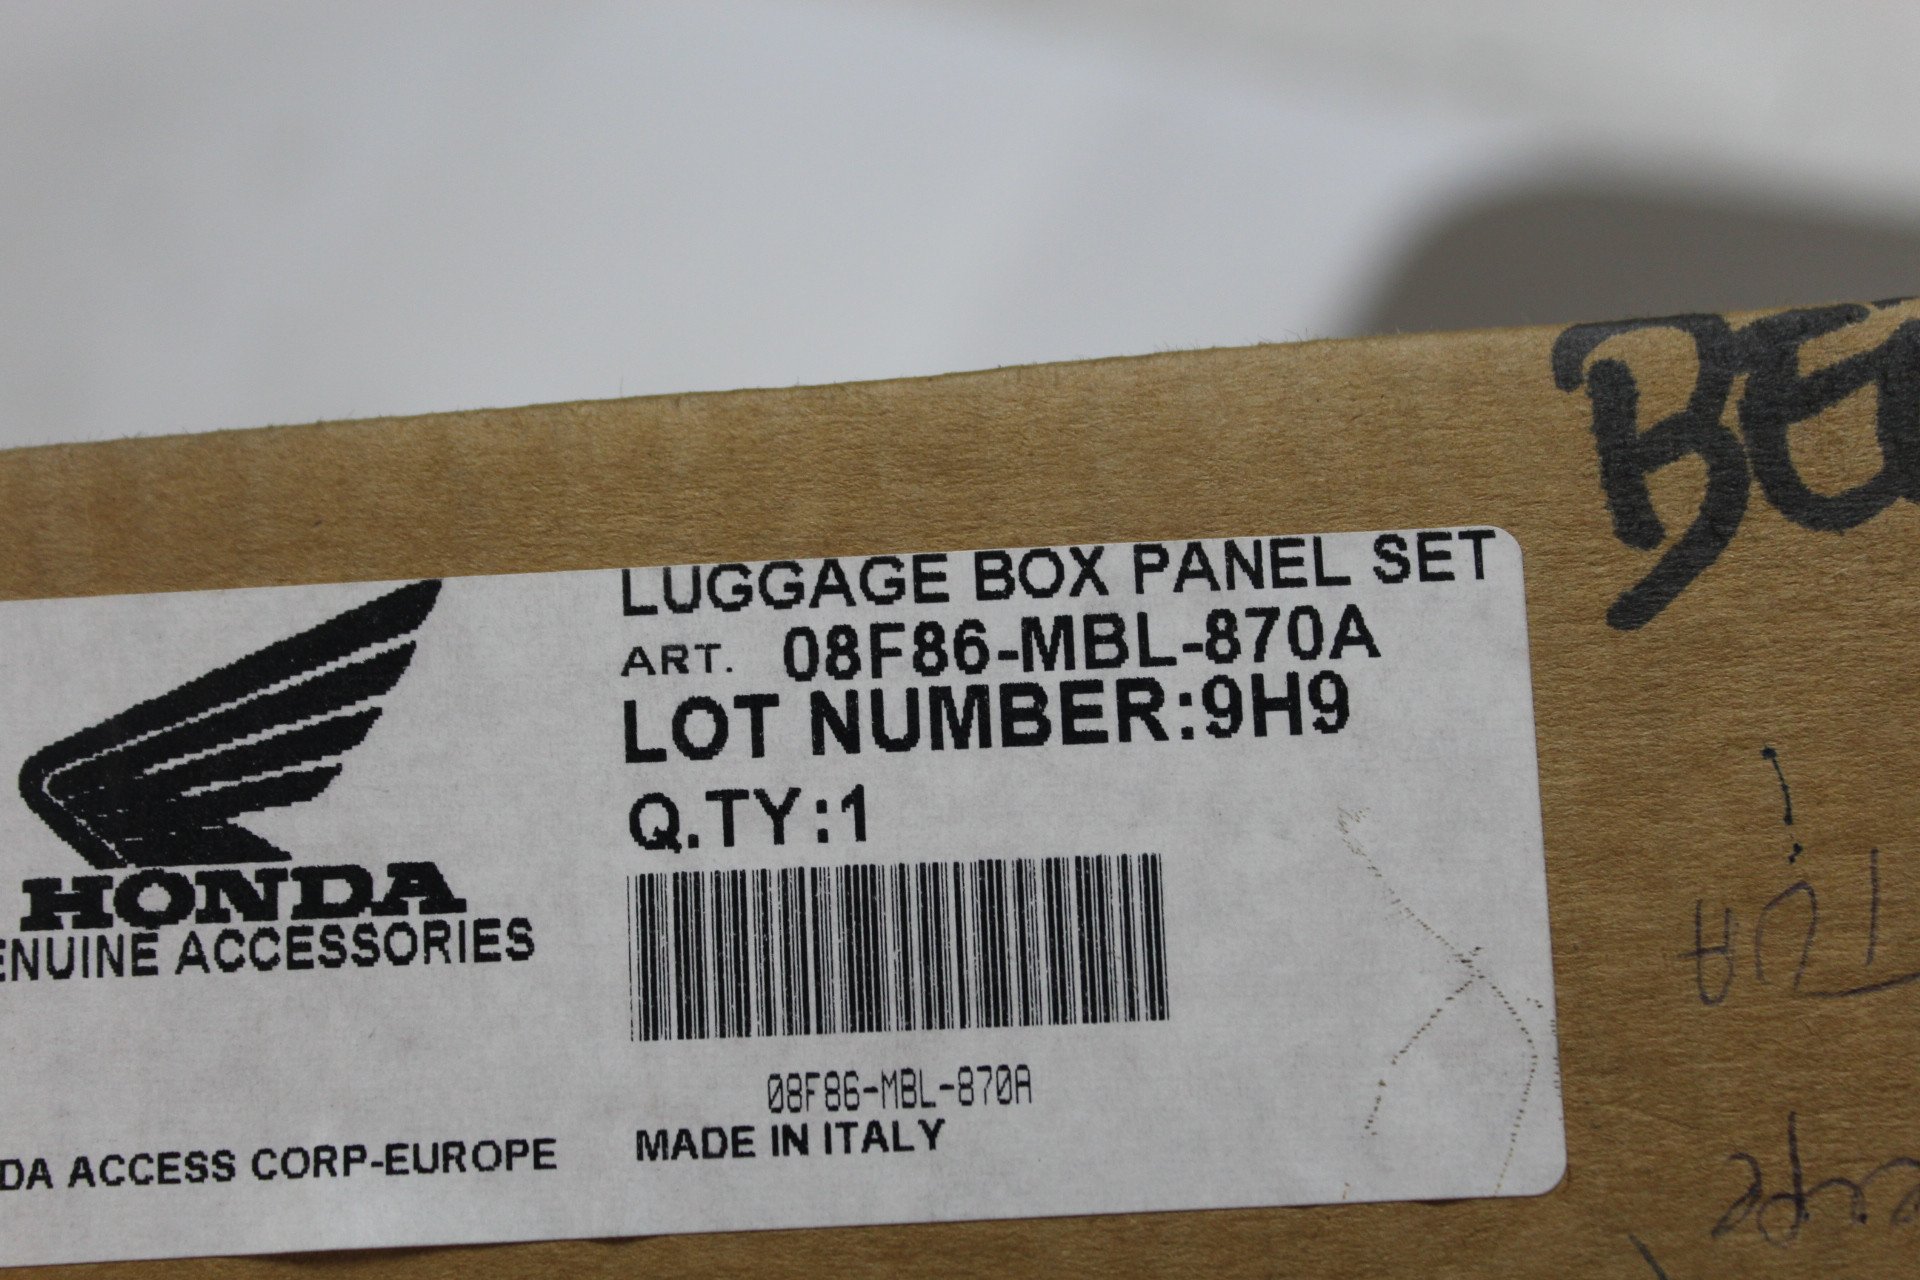 LUGGAGE BOX PANEL SET
ART. 08F86-MBL-870A
LOT NUMBER:9H9
Q.TY:1
08F86-MBL-870A
MADE IN ITALY
HONDA
ENUINE ACCESSORIES
DA ACCESS CORP-EUROPE